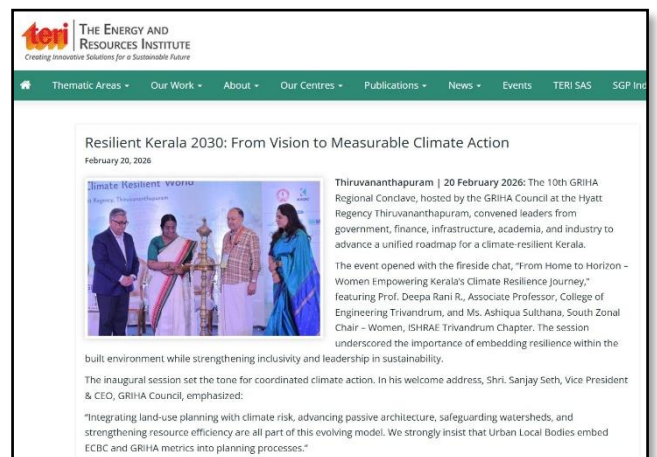 teri
THE ENERGY AND
RESOURCES INSTITUTE
Creating Innovative Solutions for a Sustainable Future
Thematic Areas Our Work About Our Centres Publications News Events TERI SAS SGP Ind
Resilient Kerala 2030: From Vision to Measurable Climate Action
February 20, 2026
Climate Resilient World
Regency, Thiruvananthapuram
Thiruvananthapuram | 20 February 2026: The 10th GRIHA
Regional Conclave, hosted by the GRIHA Council at the Hyatt
Regency Thiruvananthapuram, convened leaders from
government, finance, infrastructure, academia, and industry to
advance a unified roadmap for a climate-resilient Kerala.
The event opened with the fireside chat, "From Home to Horizon –
Women Empowering Kerala's Climate Resilience Journey,"
featuring Prof. Deepa Rani R., Associate Professor, College of
Engineering Trivandrum, and Ms. Ashiqua Sulthana, South Zonal
Chair – Women, ISHRAE Trivandrum Chapter. The session
underscored the importance of embedding resilience within the
built environment while strengthening inclusivity and leadership in sustainability.
The inaugural session set the tone for coordinated climate action. In his welcome address, Shri. Sanjay Seth, Vice President
& CEO, GRIHA Council, emphasized:
"Integrating land-use planning with climate risk, advancing passive architecture, safeguarding watersheds, and
strengthening resource efficiency are all part of this evolving model. We strongly insist that Urban Local Bodies embed
ECBC and GRIHA metrics into planning processes."